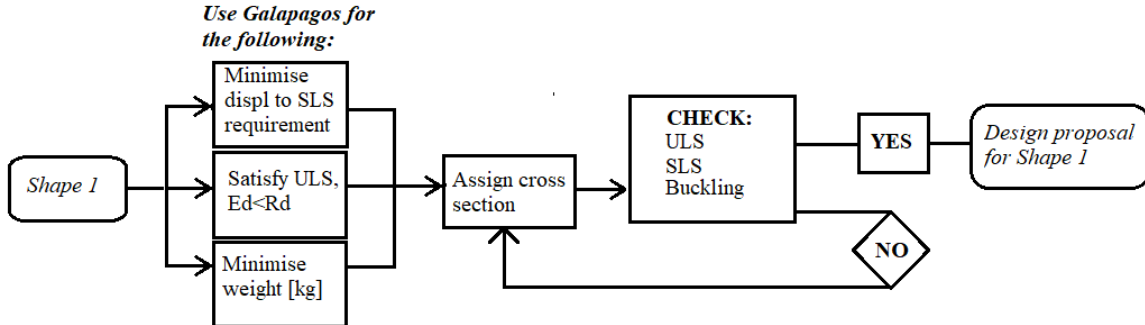 Use Galapagos for
the following:
Minimise
displ to SLS
requirement
Shape 1
Satisfy ULS,
Ed<Rd
Minimise
weight [kg]
Assign cross
section
CHECK:
ULS
SLS
Buckling
YES
NO
Design proposal
for Shape 1